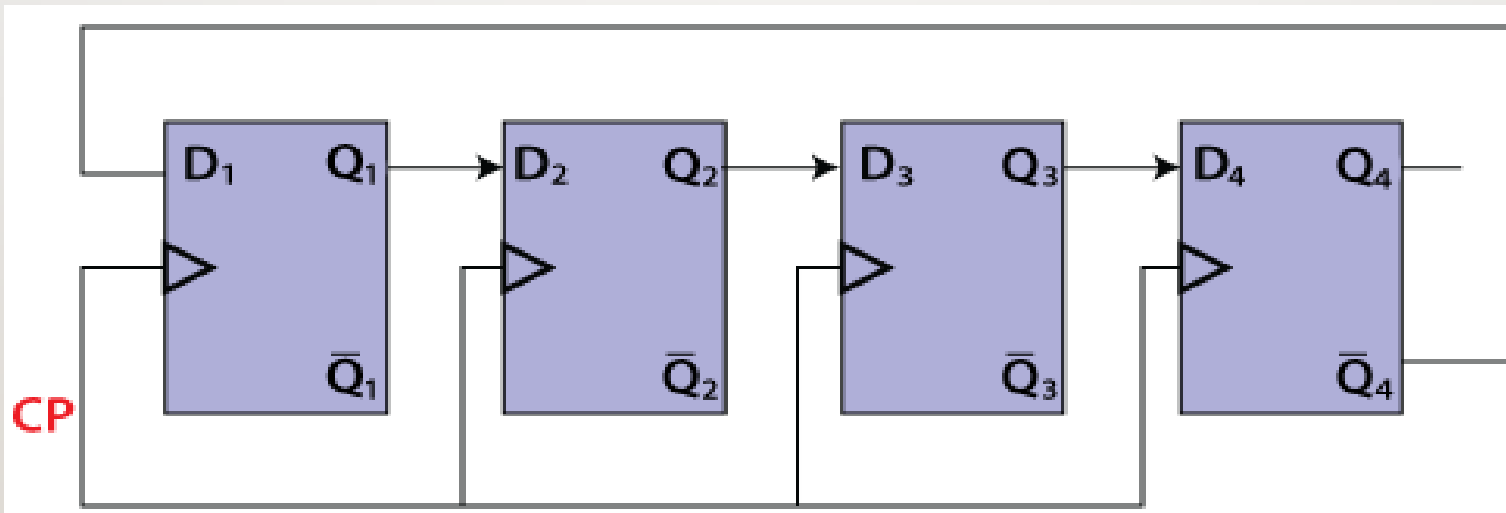 D₁ Q₁ D₂ Q₂ D₃ Q₃ D₄ Q₄
Q̅₁ Q̅₂ Q̅₃ Q̅₄
CP